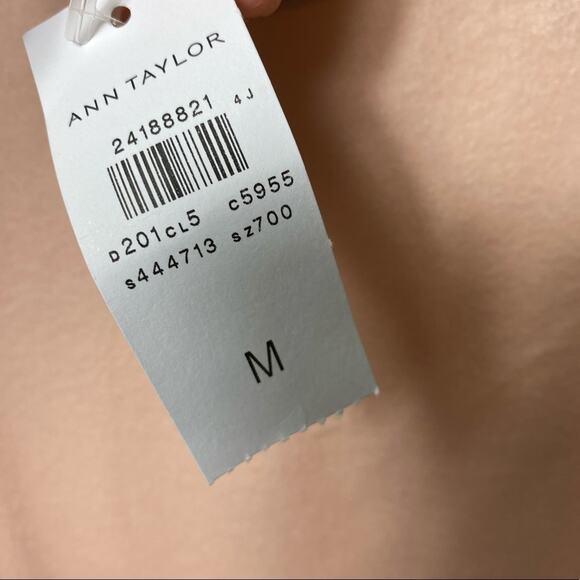 ANN TAYLOR
24188821 4J
D201CL5 C5955
S444713 SZ700
M